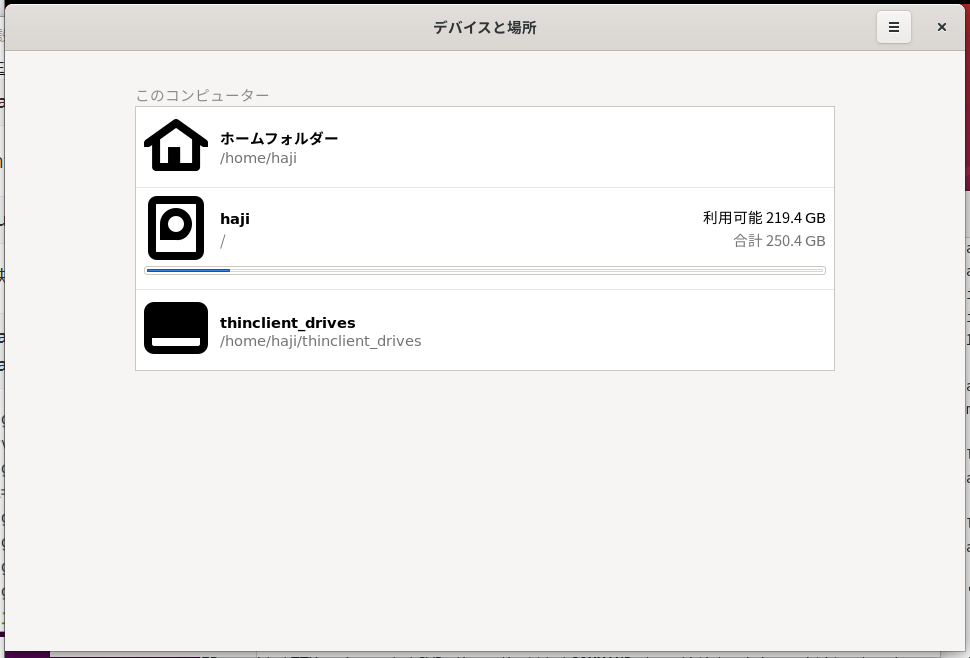 デバイスと場所
このコンピューター
ホームフォルダー
/home/haji
haji
利用可能 219.4 GB
/
合計 250.4 GB
thinclient_drives
/home/haji/thinclient_drives